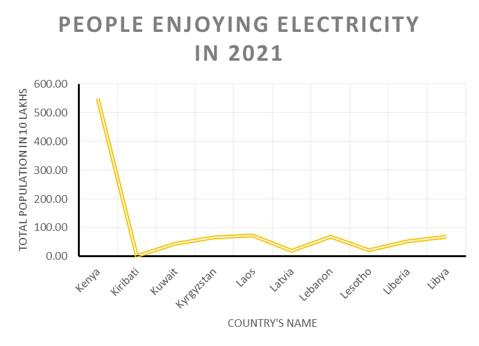 PEOPLE ENJOYING ELECTRICITY
IN 2021
TOTAL POPULATION IN 10 LAKHS
600.00
500.00
400.00
300.00
200.00
100.00
0.00
Kenya
Kiribati
Kuwait
Kyrgyzstan
Laos
Latvia
Lebanon
Lesotho
Liberia
Libya
COUNTRY'S NAME